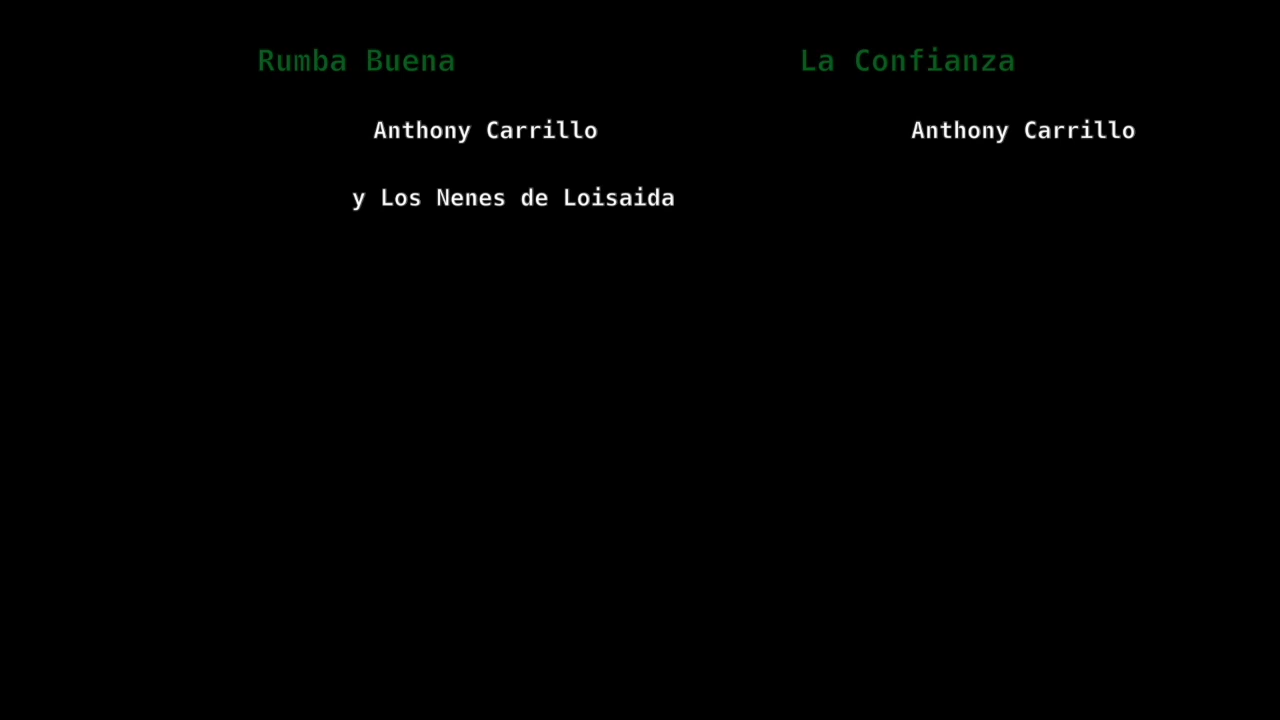 Rumba Buena
Anthony Carrillo
y Los Nenes de Loisaida
La Confianza
Anthony Carrillo